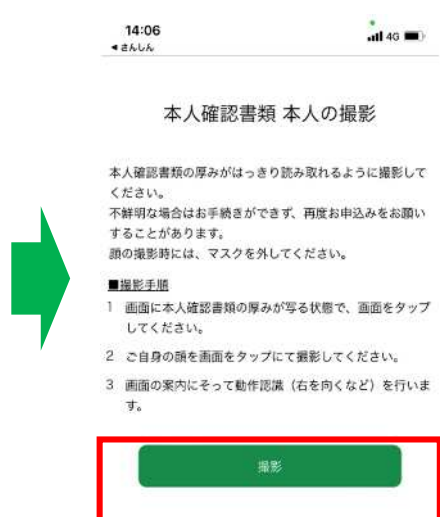 14:06
4G
◀ さんしん
本人確認書類 本人の撮影
本人確認書類の厚みがはっきり読み取れるように撮影して
ください。
不鮮明な場合はお手続きができず、再度お申込みをお願い
することがあります。
顔の撮影時には、マスクを外してください。
■撮影手順
1 画面に本人確認書類の厚みが写る状態で、画面をタップ
してください。
2 ご自身の顔を画面をタップにて撮影してください。
3 画面の案内にそって動作認識（右を向くなど）を行いま
す。
撮影